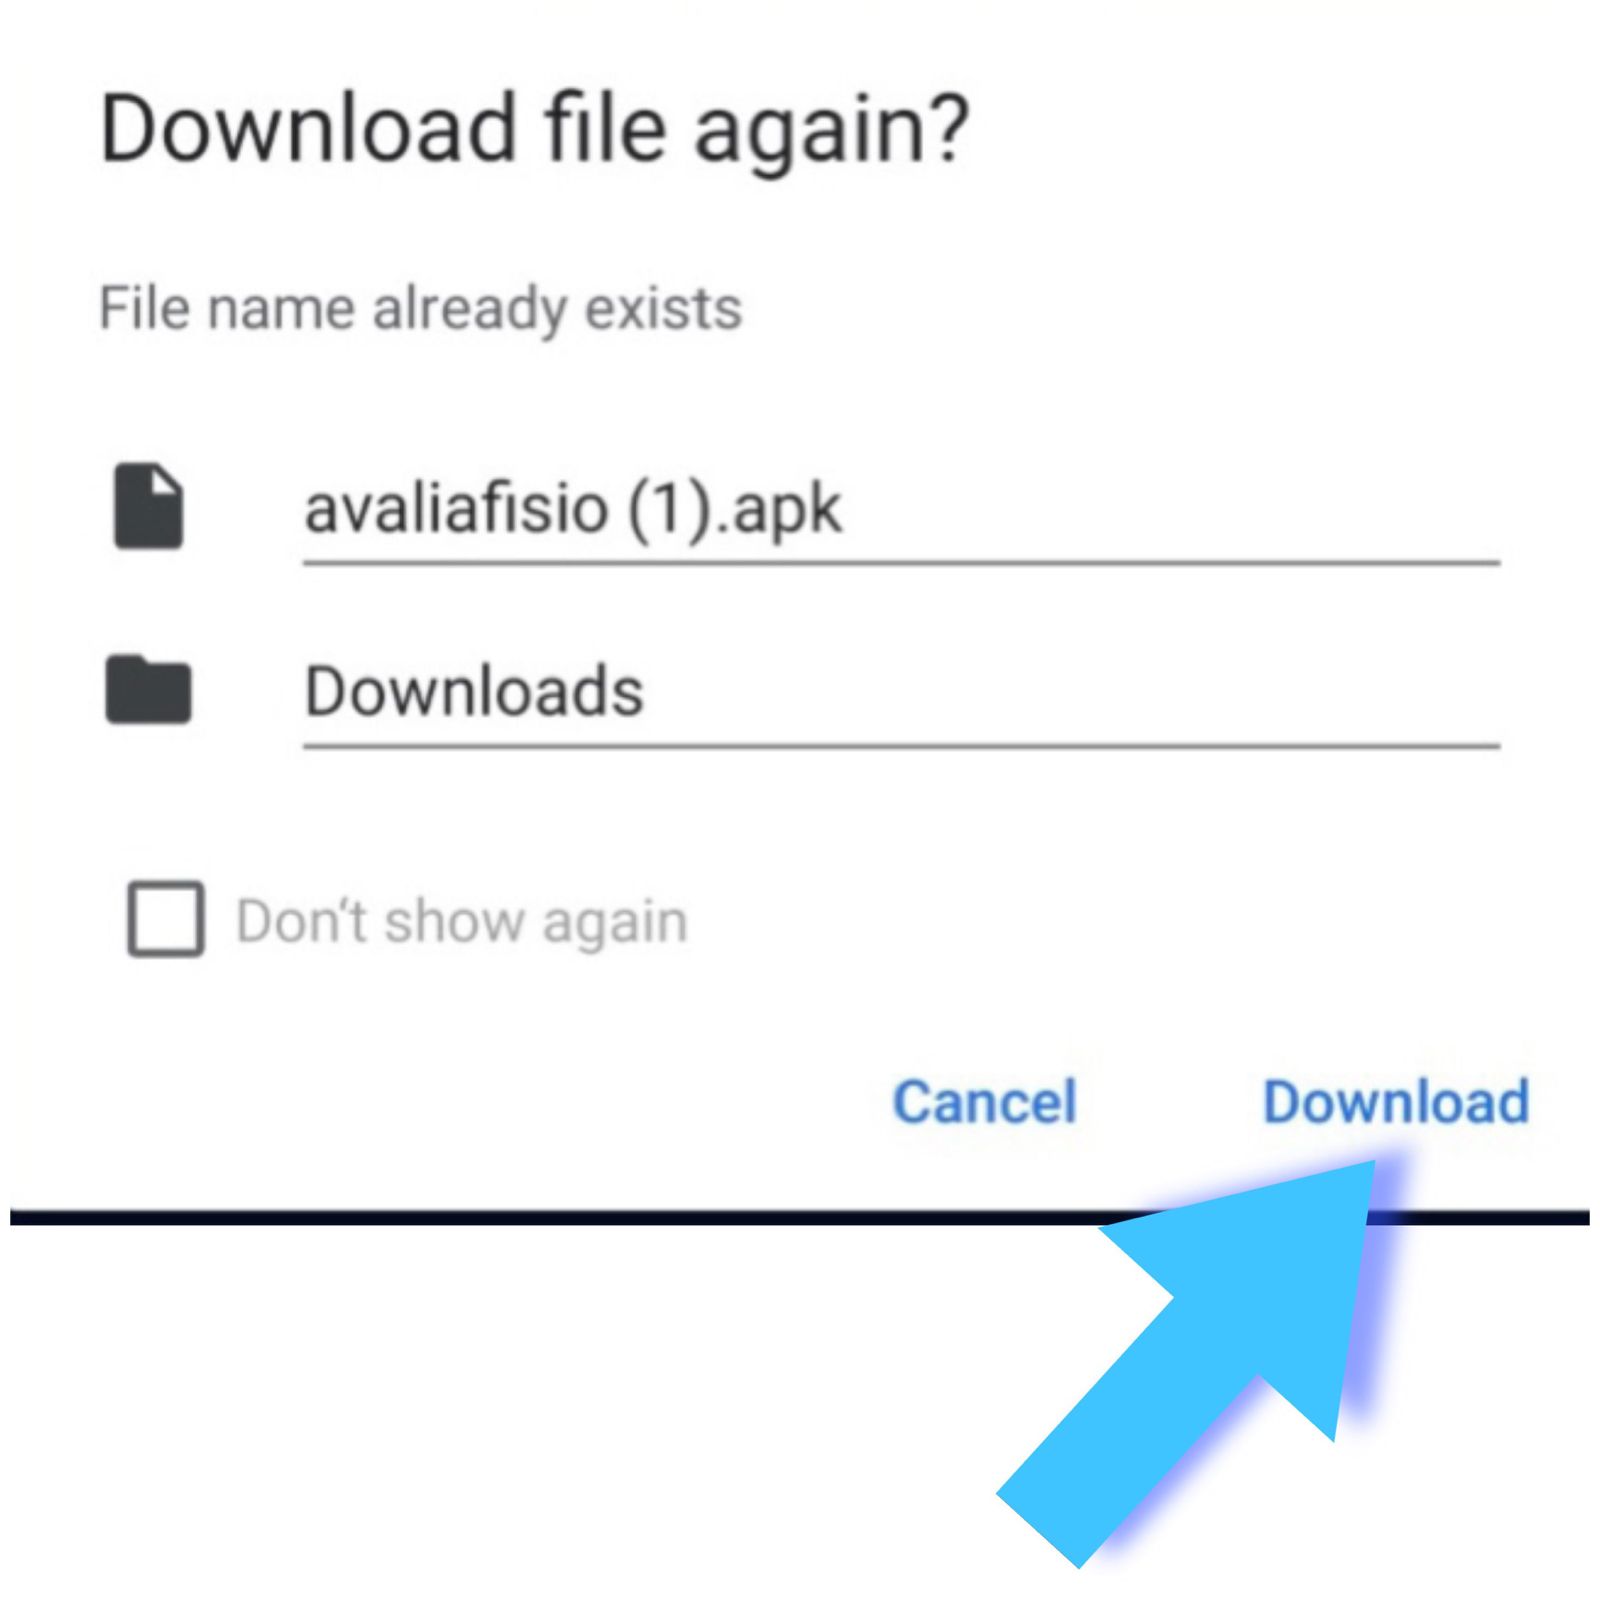 Download file again?
File name already exists
avaliafisio (1).apk
Downloads
Don‘t show again
Cancel Download